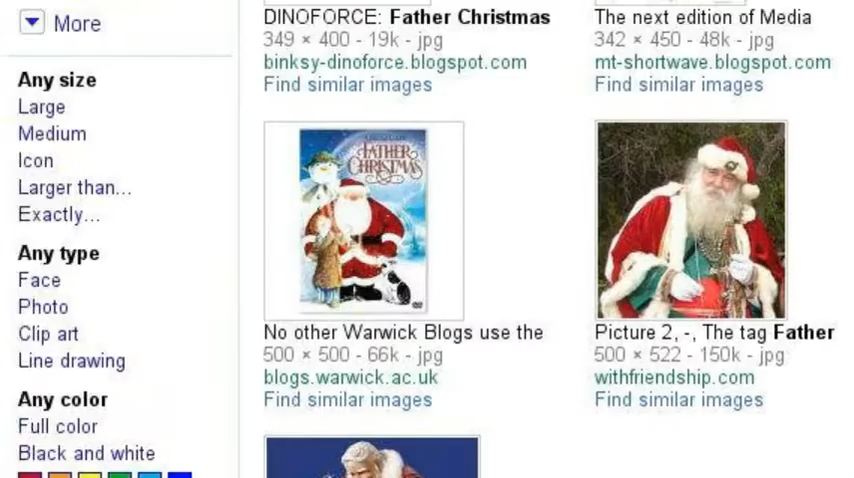 More
Any size
Large
Medium
Icon
Larger than...
Exactly...
Any type
Face
Photo
Clip art
Line drawing
Any color
Full color
Black and white
DINOFORCE: Father Christmas
349 × 400 - 19k - jpg
binksy-dinoforce.blogspot.com
Find similar images
The next edition of Media
342 × 450 - 48k - jpg
mt-shortwave.blogspot.com
Find similar images
FATHER
CHRISTMAS
No other Warwick Blogs use the
500 × 500 - 66k - jpg
blogs.warwick.ac.uk
Find similar images
Picture 2, -, The tag Father
500 × 522 - 150k - jpg
withfriendship.com
Find similar images